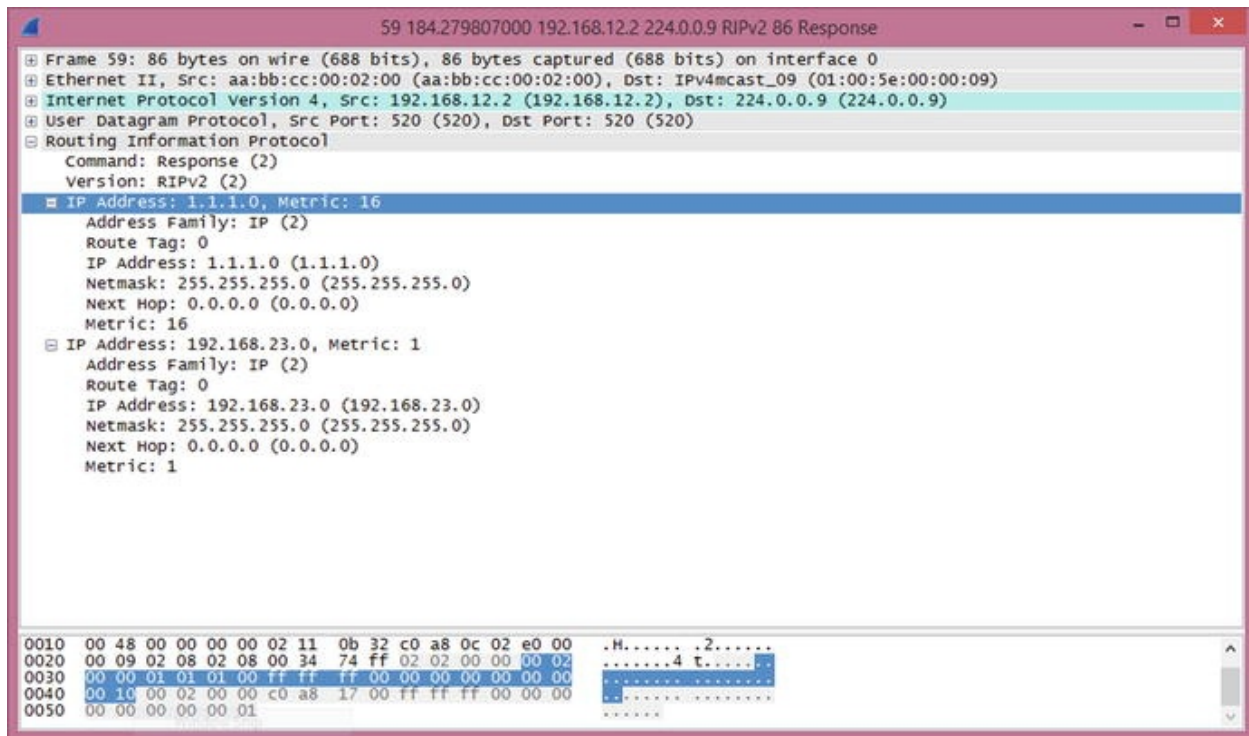 59 184.279807000 192.168.12.2 224.0.0.9 RIPv2 86 Response
Frame 59: 86 bytes on wire (688 bits), 86 bytes captured (688 bits) on interface 0
Ethernet II, Src: aa:bb:cc:00:02:00 (aa:bb:cc:00:02:00), Dst: IPv4mcast_09 (01:00:5e:00:00:09)
Internet Protocol Version 4, Src: 192.168.12.2 (192.168.12.2), Dst: 224.0.0.9 (224.0.0.9)
User Datagram Protocol, Src Port: 520 (520), Dst Port: 520 (520)
Routing Information Protocol
Command: Response (2)
Version: RIPv2 (2)
IP Address: 1.1.1.0, Metric: 16
Address Family: IP (2)
Route Tag: 0
IP Address: 1.1.1.0 (1.1.1.0)
Netmask: 255.255.255.0 (255.255.255.0)
Next Hop: 0.0.0.0 (0.0.0.0)
Metric: 16
IP Address: 192.168.23.0, Metric: 1
Address Family: IP (2)
Route Tag: 0
IP Address: 192.168.23.0 (192.168.23.0)
Netmask: 255.255.255.0 (255.255.255.0)
Next Hop: 0.0.0.0 (0.0.0.0)
Metric: 1
0010 00 48 00 00 00 00 02 11 0b 32 c0 a8 0c 02 e0 00 .H...... .2......
0020 00 09 02 08 02 08 00 34 74 ff 02 02 00 00 00 02 .......4 t.......
0030 00 00 01 01 01 00 ff ff ff 00 00 00 00 00 00 00 ........ ........
0040 00 10 00 02 00 00 c0 a8 17 00 ff ff ff 00 00 00 ........ ........
0050 00 00 00 00 00 01 ......